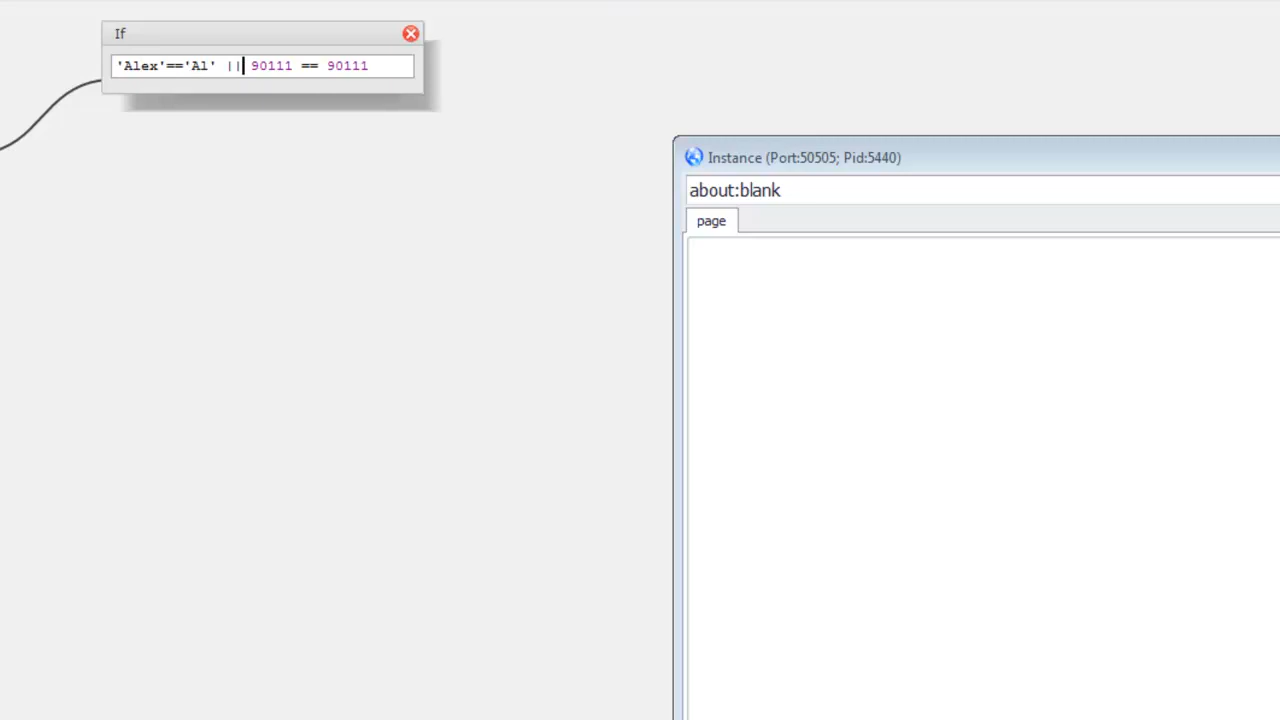 If
'Alex'=='Al' || 90111 == 90111
Instance (Port:50505; Pid:5440)
about:blank
page